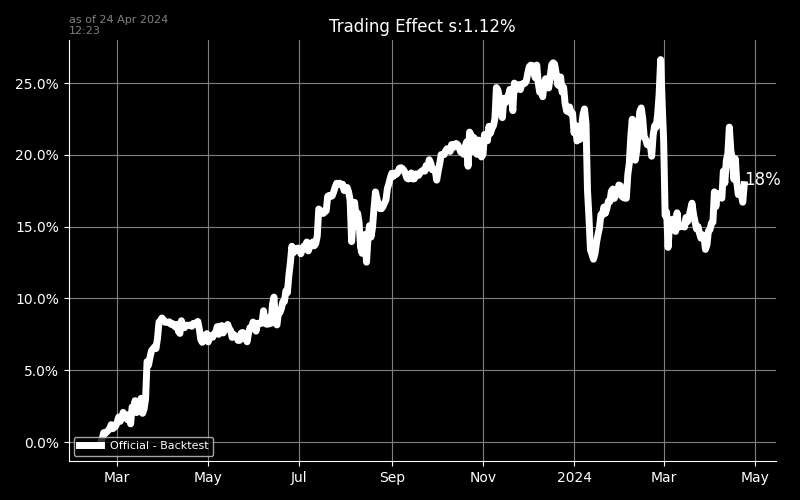 as of 24 Apr 2024
12:23
Trading Effect s:1.12%
25.0%
20.0%
15.0%
10.0%
5.0%
0.0%
18%
Official - Backtest
Mar May Jul Sep Nov 2024 Mar May